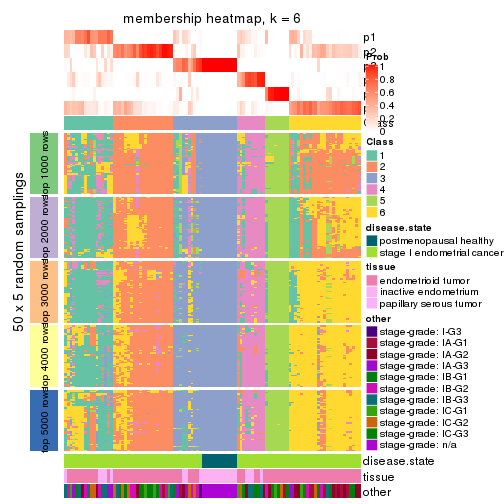 membership heatmap, k = 6
p1
p2
Prob
1
0.8
0.6
0.4
0.2
0
Class
1
2
3
4
5
6
disease.state
postmenopausal healthy
stage I endometrial cancer
tissue
endometrioid tumor
inactive endometrium
papillary serous tumor
other
stage-grade: I-G3
stage-grade: IA-G1
stage-grade: IA-G2
stage-grade: IA-G3
stage-grade: IB-G1
stage-grade: IB-G2
stage-grade: IB-G3
stage-grade: IC-G1
stage-grade: IC-G2
stage-grade: IC-G3
stage-grade: n/a
50 x 5 random samplings
top 1000 rows
top 2000 rows
top 3000 rows
top 4000 rows
top 5000 rows
disease.state
tissue
other